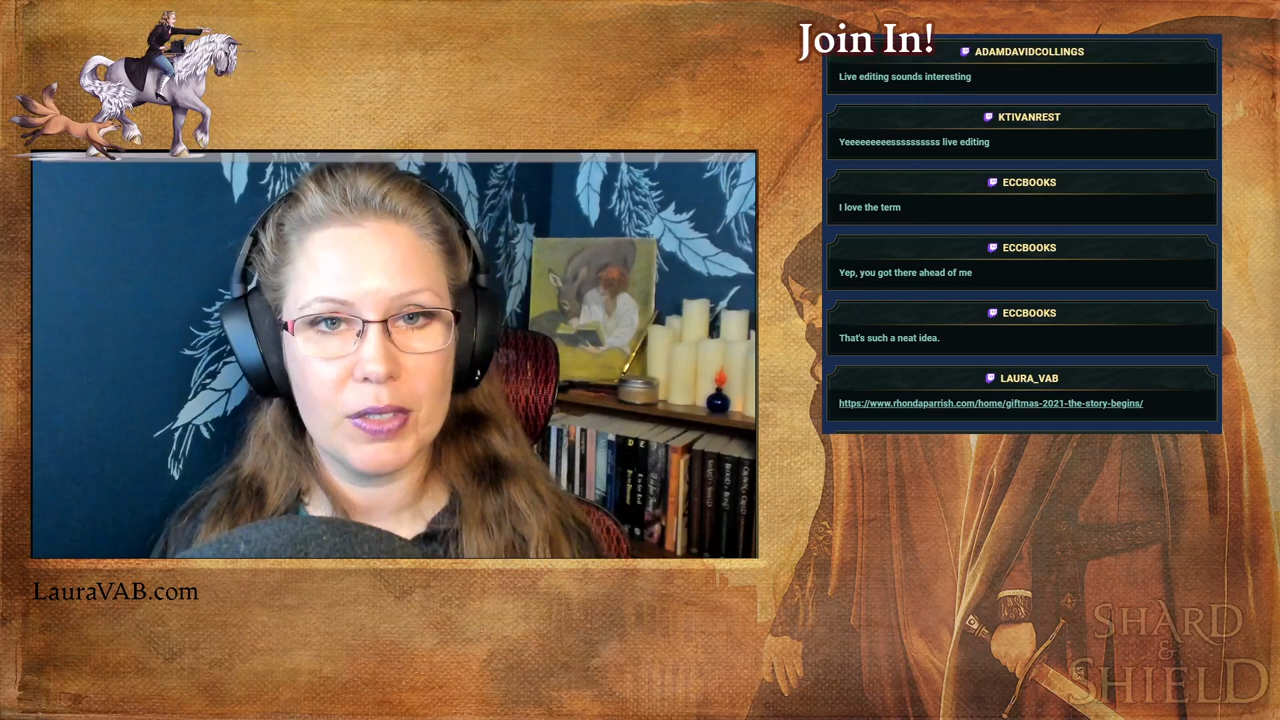 Join In!
ADAMDAVIDCOLLINGS
Live editing sounds interesting
KTIVANREST
Yeeeeeeeeesssssssss live editing
ECCBOOKS
I love the term
ECCBOOKS
Yep, you got there ahead of me
ECCBOOKS
That's such a neat idea.
LAURA_VAB
https://www.rhondaparrish.com/home/giftmas-2021-the-story-begins/
LauraVAB.com
SHARD
&
SHIELD